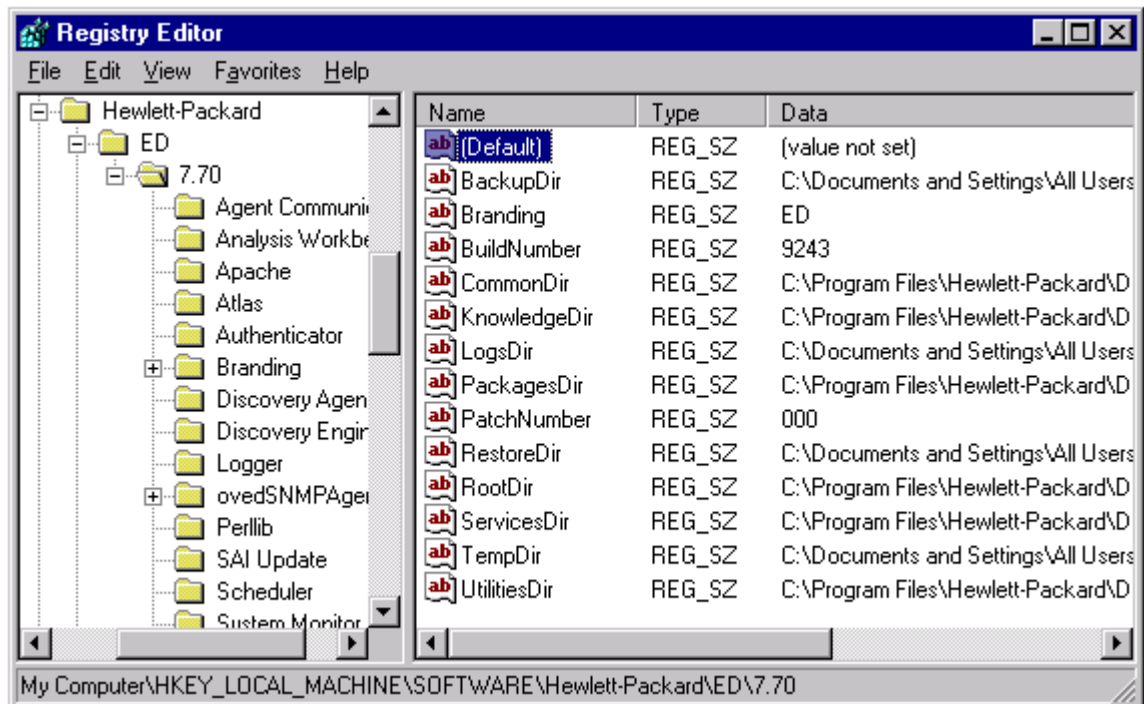 Registry Editor
File Edit View Favorites Help
Hewlett-Packard
ED
7.70
Agent Communi
Analysis Workbe
Apache
Atlas
Authenticator
Branding
Discovery Agen
Discovery Engin
Logger
ovedSNMPAgen
Perllib
SAI Update
Scheduler
System Monitor
Name Type Data
(Default) REG_SZ (value not set)
BackupDir REG_SZ C:\Documents and Settings\All Users
Branding REG_SZ ED
BuildNumber REG_SZ 9243
CommonDir REG_SZ C:\Program Files\Hewlett-Packard\D
KnowledgeDir REG_SZ C:\Program Files\Hewlett-Packard\D
LogsDir REG_SZ C:\Documents and Settings\All Users
PackagesDir REG_SZ C:\Program Files\Hewlett-Packard\D
PatchNumber REG_SZ 000
RestoreDir REG_SZ C:\Documents and Settings\All Users
RootDir REG_SZ C:\Program Files\Hewlett-Packard\D
ServicesDir REG_SZ C:\Program Files\Hewlett-Packard\D
TempDir REG_SZ C:\Documents and Settings\All Users
UtilitiesDir REG_SZ C:\Program Files\Hewlett-Packard\D
My Computer\HKEY_LOCAL_MACHINE\SOFTWARE\Hewlett-Packard\ED\7.70